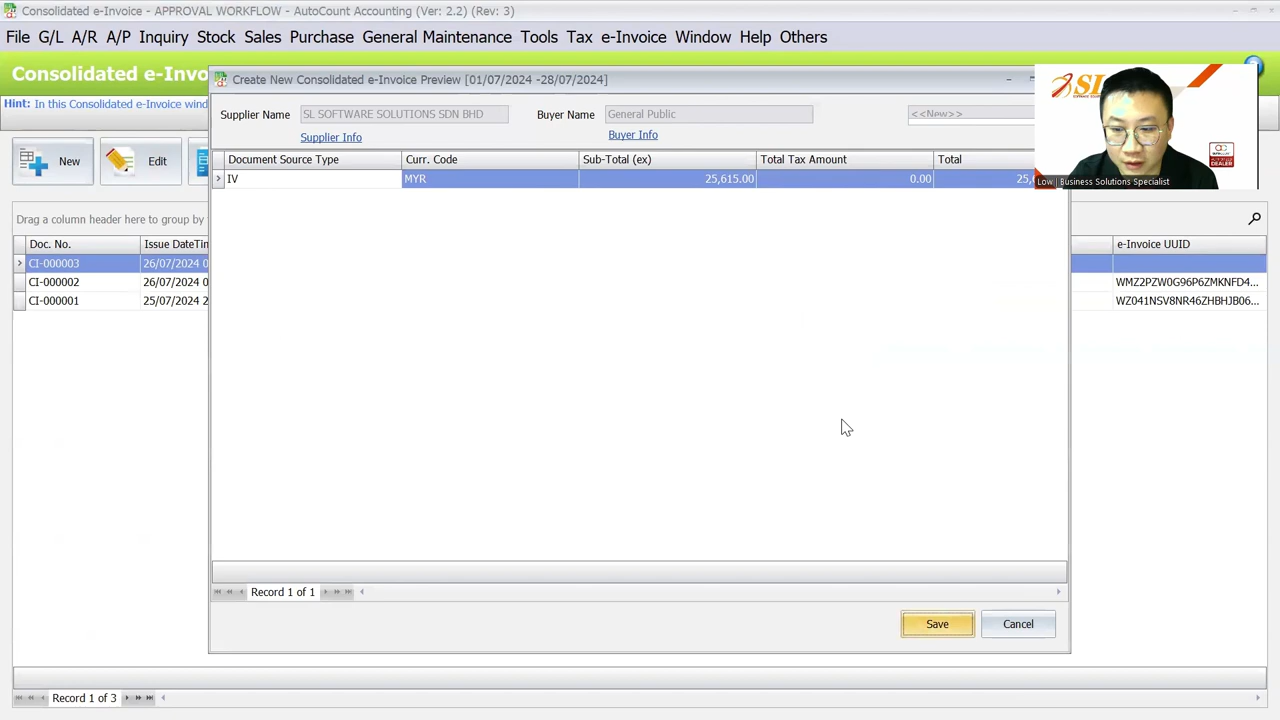 Consolidated e-Invoice - APPROVAL WORKFLOW - AutoCount Accounting (Ver: 2.2) (Rev: 3)
File G/L A/R A/P Inquiry Stock Sales Purchase General Maintenance Tools Tax e-Invoice Window Help Others
Consolidated e-Invo
Hint: In this Consolidated e-Invoice wind
New Edit
Drag a column header here to group by
Doc. No. Issue DateTim e-Invoice UUID
CI-000003 26/07/2024 0
CI-000002 26/07/2024 0 WMZ2PZW0G96P6ZMKNFD4...
CI-000001 25/07/2024 2 WZ041NSV8NR46ZHBHJB06...
Create New Consolidated e-Invoice Preview [01/07/2024 -28/07/2024]
Supplier Name SL SOFTWARE SOLUTIONS SDN BHD Buyer Name General Public <<New>>
Supplier Info Buyer Info
Document Source Type Curr. Code Sub-Total (ex) Total Tax Amount Total
IV MYR 25,615.00 0.00 25,6
Record 1 of 1
Save Cancel
Record 1 of 3
SL
DEALER
Low | Business Solutions Specialist